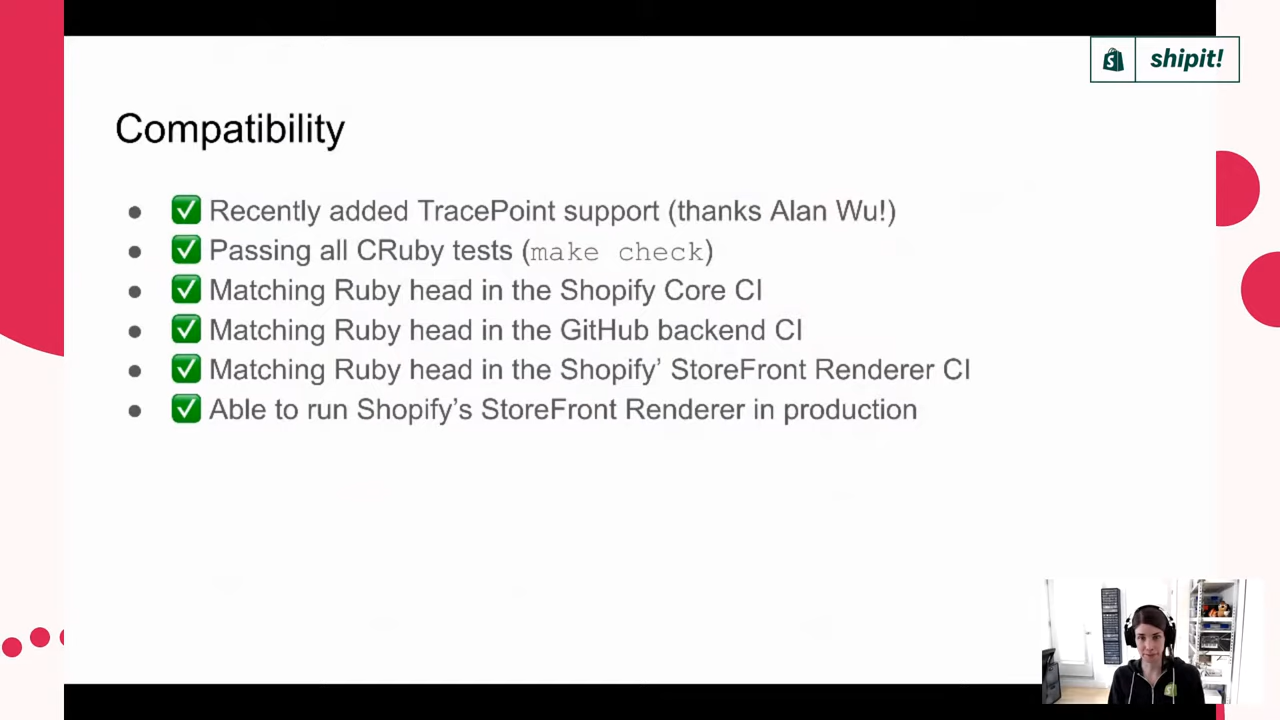 shipit!
Compatibility
● ✅ Recently added TracePoint support (thanks Alan Wu!)
● ✅ Passing all CRuby tests (make check)
● ✅ Matching Ruby head in the Shopify Core CI
● ✅ Matching Ruby head in the GitHub backend CI
● ✅ Matching Ruby head in the Shopify’ StoreFront Renderer CI
● ✅ Able to run Shopify’s StoreFront Renderer in production